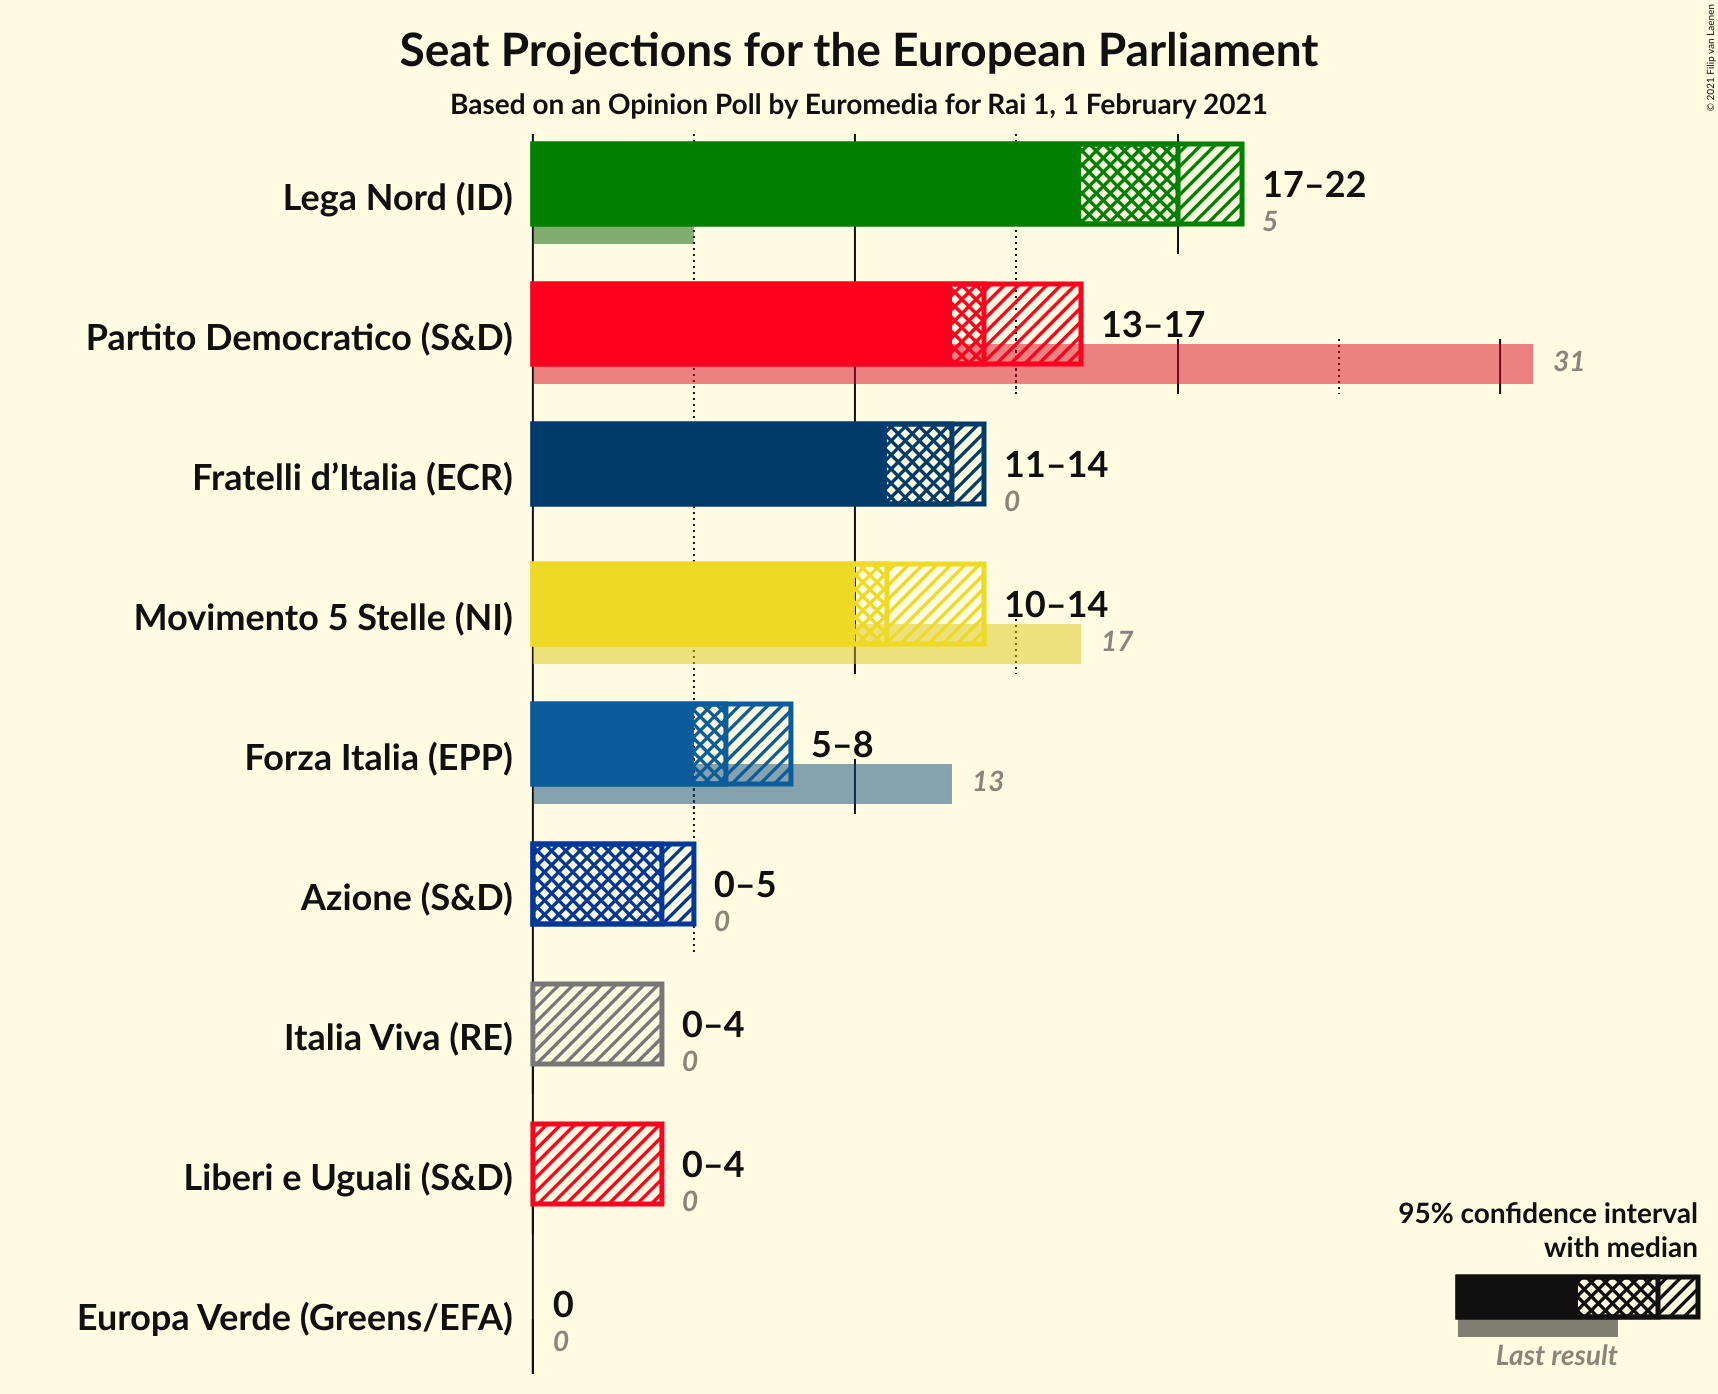 Seat Projections for the European Parliament
Based on an Opinion Poll by Euromedia for Rai 1, 1 February 2021
© 2021 Filip van Laenen
Lega Nord (ID)
17–22
5
Partito Democratico (S&D)
13–17
31
Fratelli d’Italia (ECR)
11–14
0
Movimento 5 Stelle (NI)
10–14
17
Forza Italia (EPP)
5–8
13
Azione (S&D)
0–5
0
Italia Viva (RE)
0–4
0
Liberi e Uguali (S&D)
0–4
0
Europa Verde (Greens/EFA)
0
0
95% confidence interval
with median
Last result